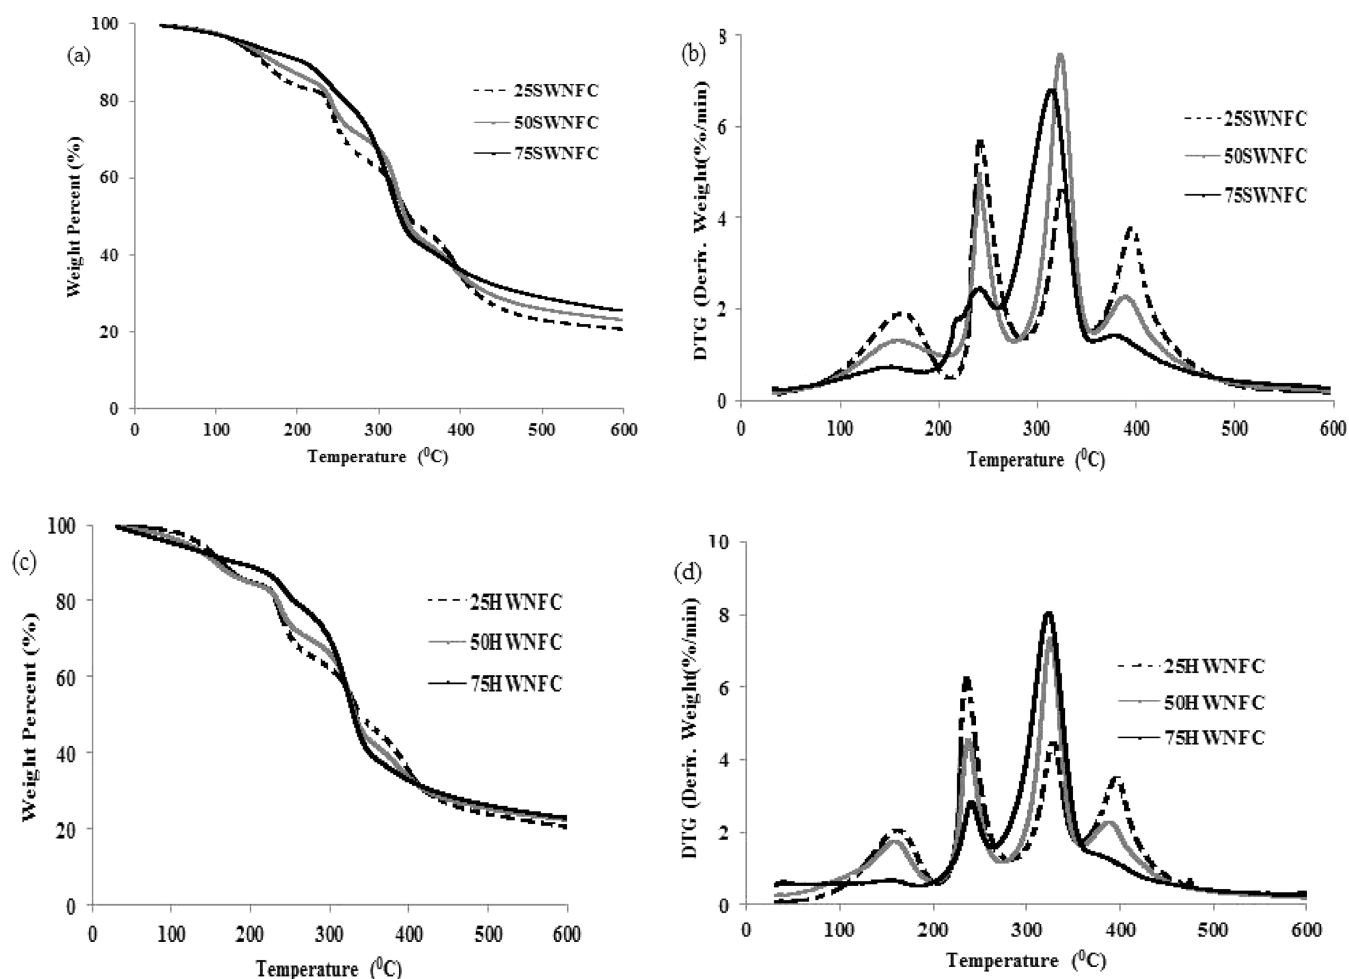 (a)
Weight Percent (%)
100
80
60
40
20
0
25SWNFC
50SWNFC
75SWNFC
0 100 200 300 400 500 600
Temperature (⁰C)
(b)
DTG (Deriv. Weight(%/min)
8
6
4
2
0
25SWNFC
50SWNFC
75SWNFC
0 100 200 300 400 500 600
Temperature (⁰C)
(c)
Weight Percent (%)
100
80
60
40
20
0
25HWNFC
50HWNFC
75HWNFC
0 100 200 300 400 500 600
Temperature (⁰C)
(d)
DTG (Deriv. Weight(%/min)
10
8
6
4
2
0
25HWNFC
50HWNFC
75HWNFC
0 100 200 300 400 500 600
Temperature (⁰C)